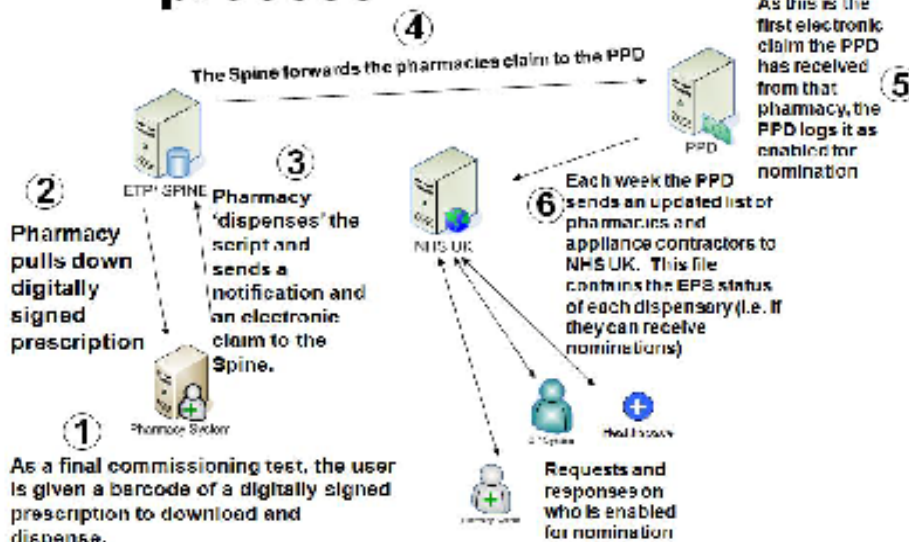 process
4
The Spine forwards the pharmacies claim to the PPD
As this is the
first electronic
claim the PPD
has received
from that
pharmacy, the
PPD logs it as
enabled for
nomination
5
PPD
ETP' SPINE
2
Pharmacy
pulls down
digitally
signed
prescription
3
Pharmacy
'dispenses' the
script and
sends a
notification and
an electronic
claim to the
Spine.
NHS UK
6
Each week the PPD
sends an updated list of
pharmacies and
appliance contractors to
NHS UK. This file
contains the EPS status
of each dispensary (i.e. if
they can receive
nominations)
Pharmacy System
1
As a final commissioning test, the user
is given a barcode of a digitally signed
prescription to download and
dispense.
System
Healthspace
Requests and
responses on
who is enabled
for nomination